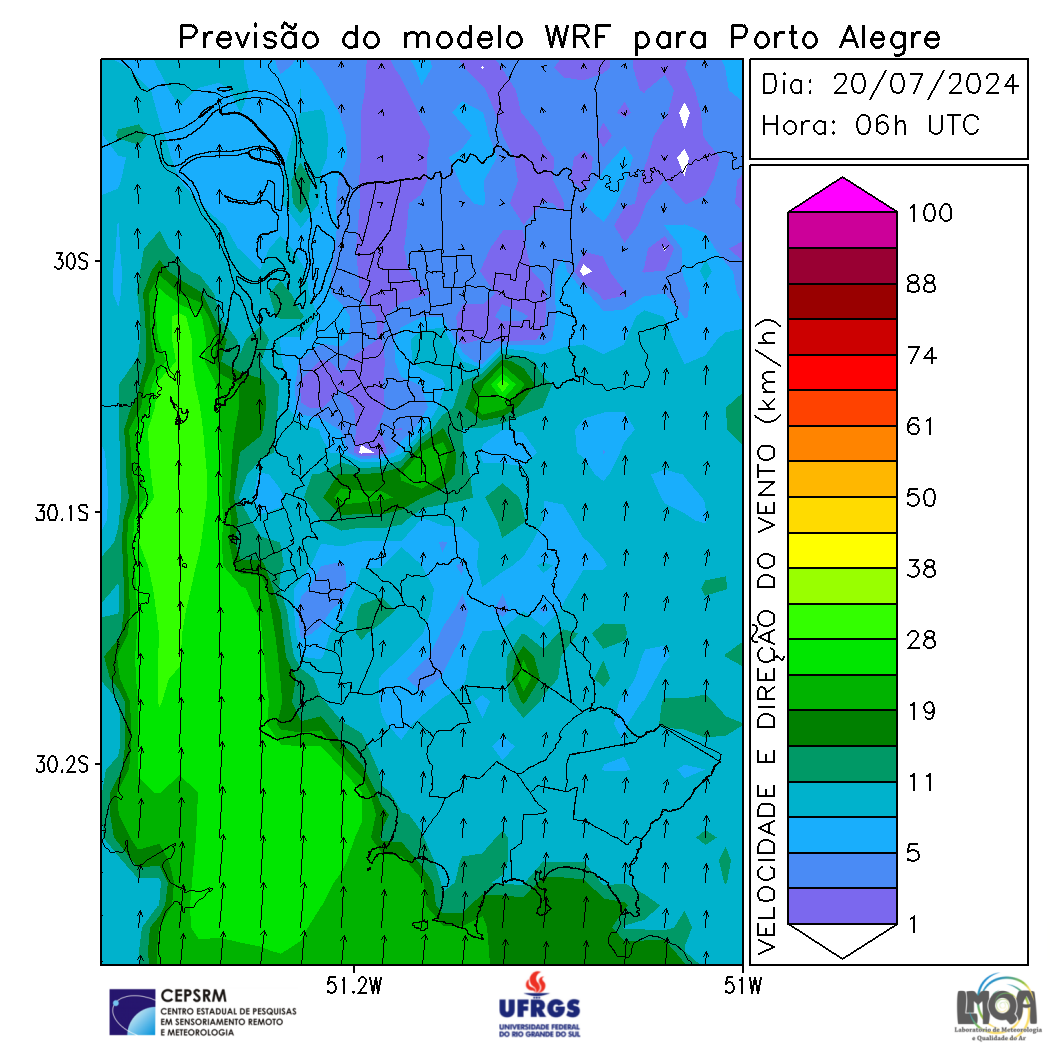 Previsão do modelo WRF para Porto Alegre
Dia: 20/07/2024
Hora: 06h UTC
30S
30.1S
30.2S
51.2W
51W
VELOCIDADE E DIREÇÃO DO VENTO (km/h)
100
88
74
61
50
38
28
19
11
5
1
CEPSRM
CENTRO ESTADUAL DE PESQUISAS
EM SENSORIAMENTO REMOTO
E METEOROLOGIA
UFRGS
UNIVERSIDADE FEDERAL
DO RIO GRANDE DO SUL
LMQA
Laboratório de Meteorologia
e Qualidade do Ar